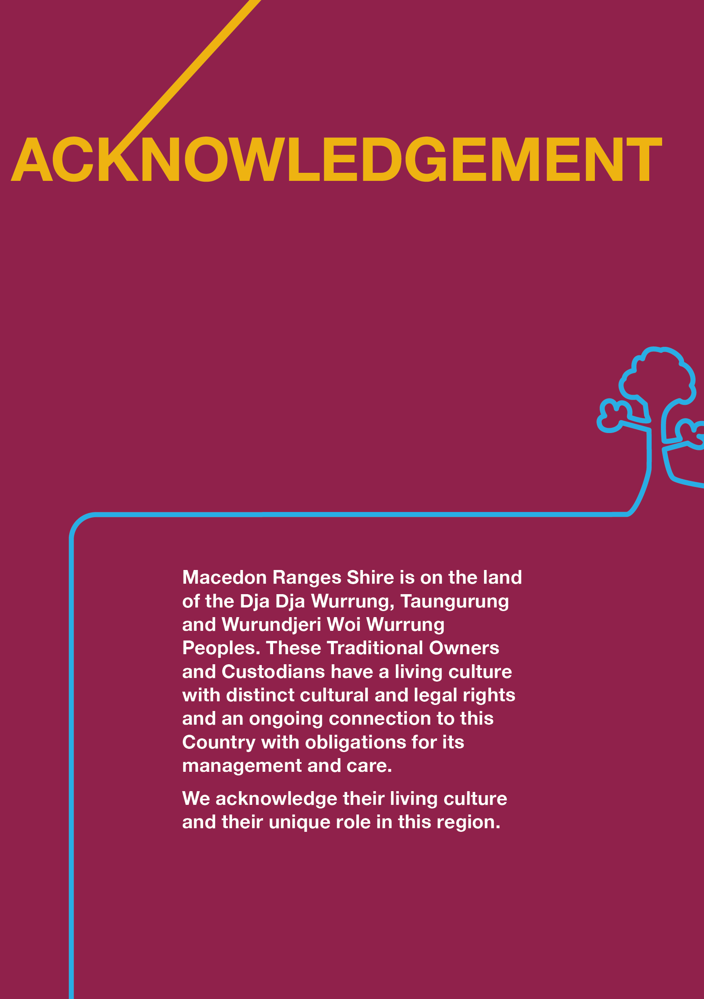 ACKNOWLEDGEMENT
Macedon Ranges Shire is on the land
of the Dja Dja Wurrung, Taungurung
and Wurundjeri Woi Wurrung
Peoples. These Traditional Owners
and Custodians have a living culture
with distinct cultural and legal rights
and an ongoing connection to this
Country with obligations for its
management and care.
We acknowledge their living culture
and their unique role in this region.